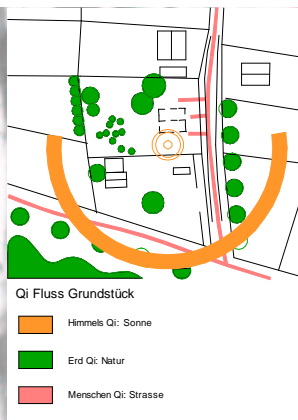 Qi Fluss Grundstück
Himmels Qi: Sonne
Erd Qi: Natur
Menschen Qi: Strasse